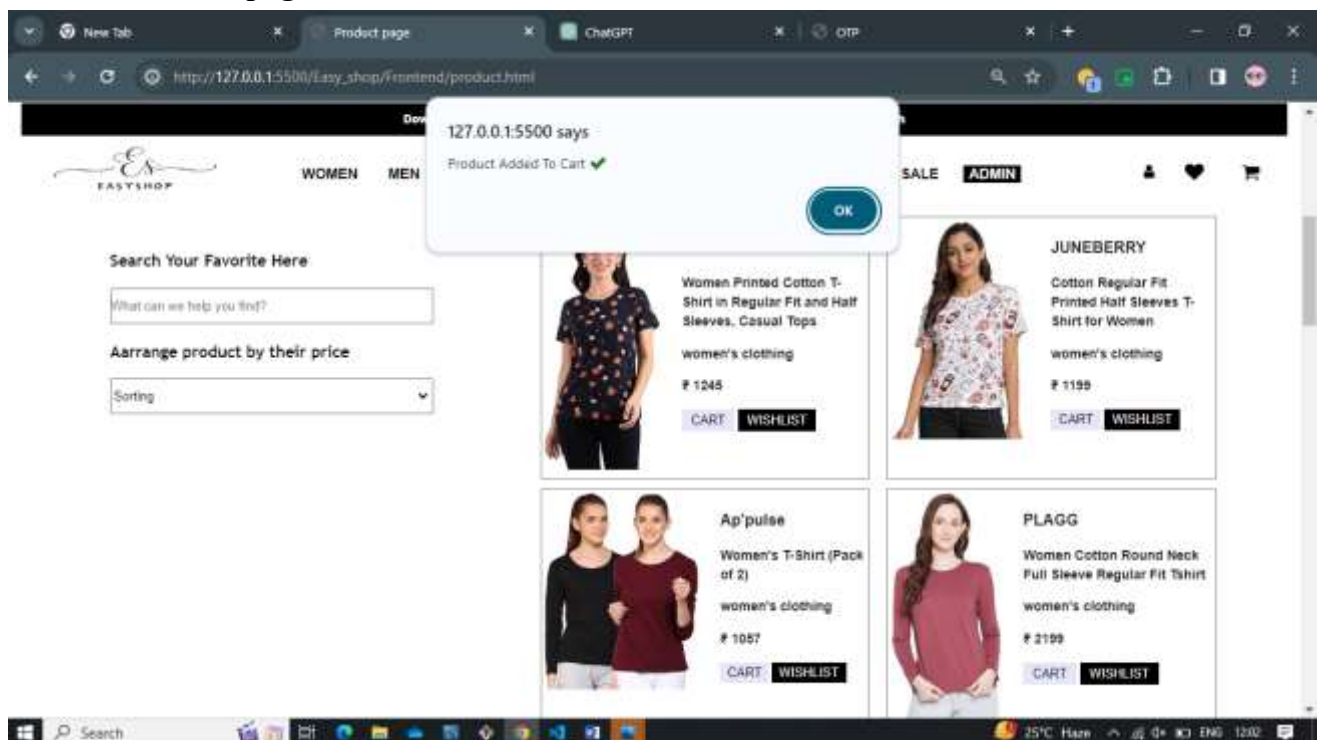 New Tab
Product page
ChatGPT
OTP
http://127.0.0.1:5500/Easy_shop/Frontend/product.html
127.0.0.1:5500 says
Product Added To Cart ✔
OK
Es
EASYSHOP
WOMEN MEN
SALE ADMIN
Search Your Favorite Here
What can we help you find?
Aarrange product by their price
Sorting
Women Printed Cotton T-
Shirt in Regular Fit and Half
Sleeves, Casual Tops
women's clothing
₹ 1245
CART WISHLIST
JUNEBERRY
Cotton Regular Fit
Printed Half Sleeves T-
Shirt for Women
women's clothing
₹ 1199
CART WISHLIST
Ap'pulse
Women's T-Shirt (Pack
of 2)
women's clothing
₹ 1057
CART WISHLIST
PLAGG
Women Cotton Round Neck
Full Sleeve Regular Fit Tshirt
women's clothing
₹ 2199
CART WISHLIST
Search
25°C Haze ENG 12:02